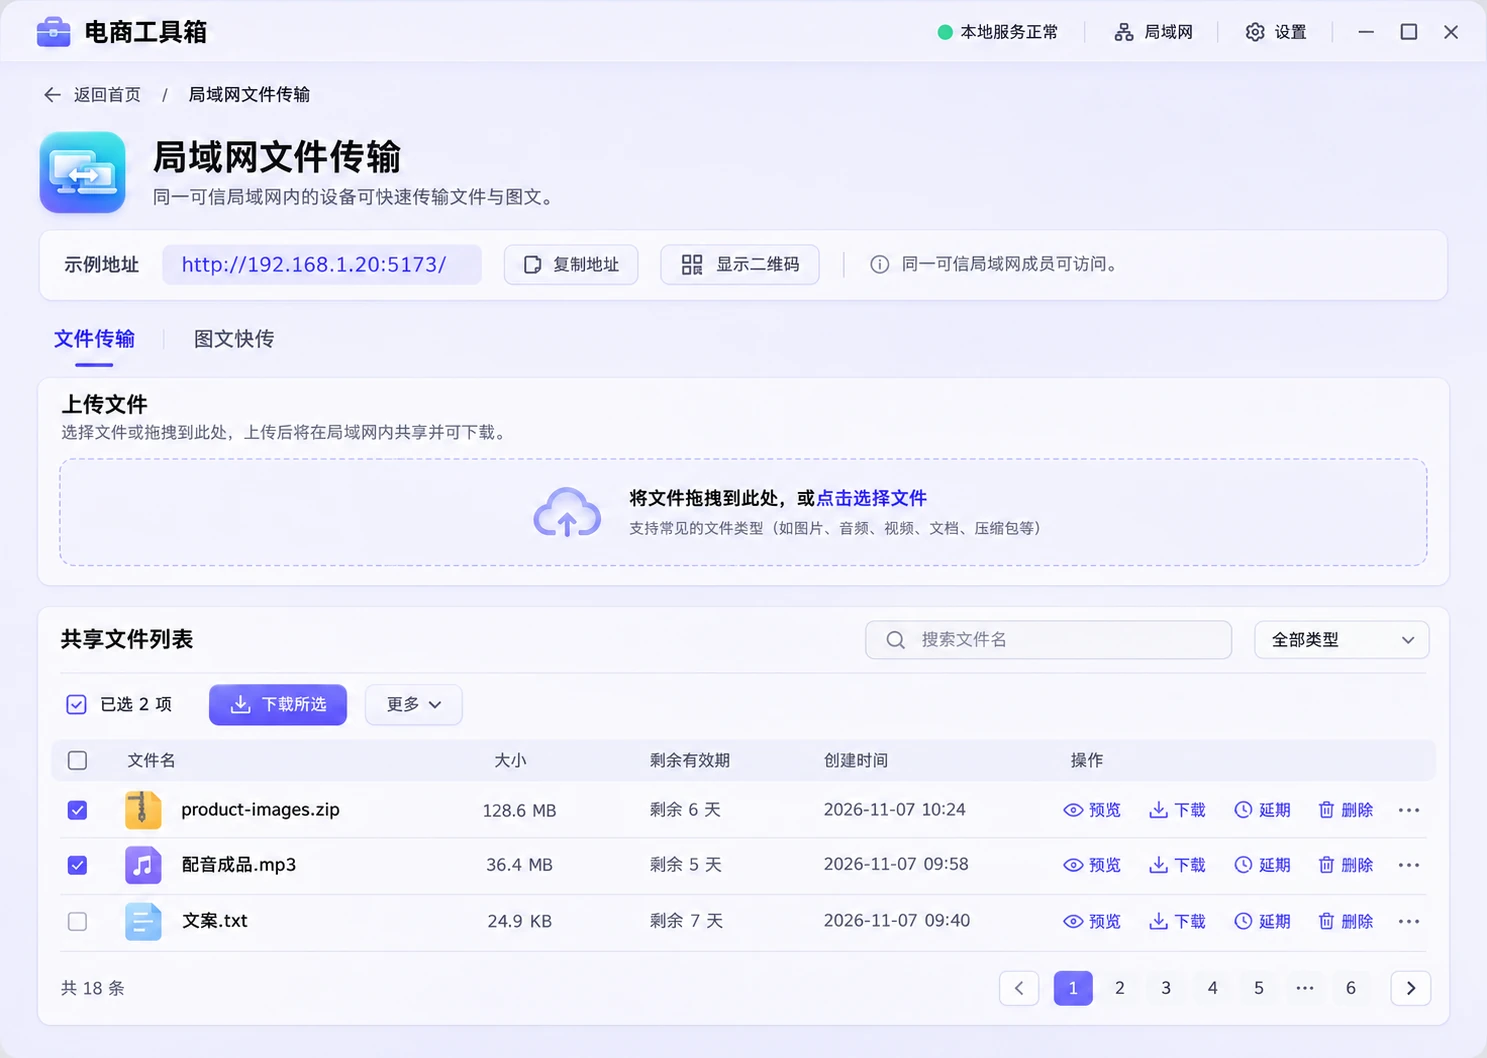 电商工具箱
本地服务正常
局域网
设置
返回首页 / 局域网文件传输
局域网文件传输
同一可信局域网内的设备可快速传输文件与图文。
示例地址
http://192.168.1.20:5173/
复制地址
显示二维码
同一可信局域网成员可访问。
文件传输
图文快传
上传文件
选择文件或拖拽到此处，上传后将在局域网内共享并可下载。
将文件拖拽到此处，或点击选择文件
支持常见的文件类型（如图片、音频、视频、文档、压缩包等）
共享文件列表
搜索文件名
全部类型
已选 2 项
下载所选
更多
文件名 大小 剩余有效期 创建时间 操作
product-images.zip 128.6 MB 剩余 6 天 2026-11-07 10:24 预览 下载 延期 删除 ···
配音成品.mp3 36.4 MB 剩余 5 天 2026-11-07 09:58 预览 下载 延期 删除 ···
文案.txt 24.9 KB 剩余 7 天 2026-11-07 09:40 预览 下载 延期 删除 ···
共 18 条
1 2 3 4 5 ··· 6